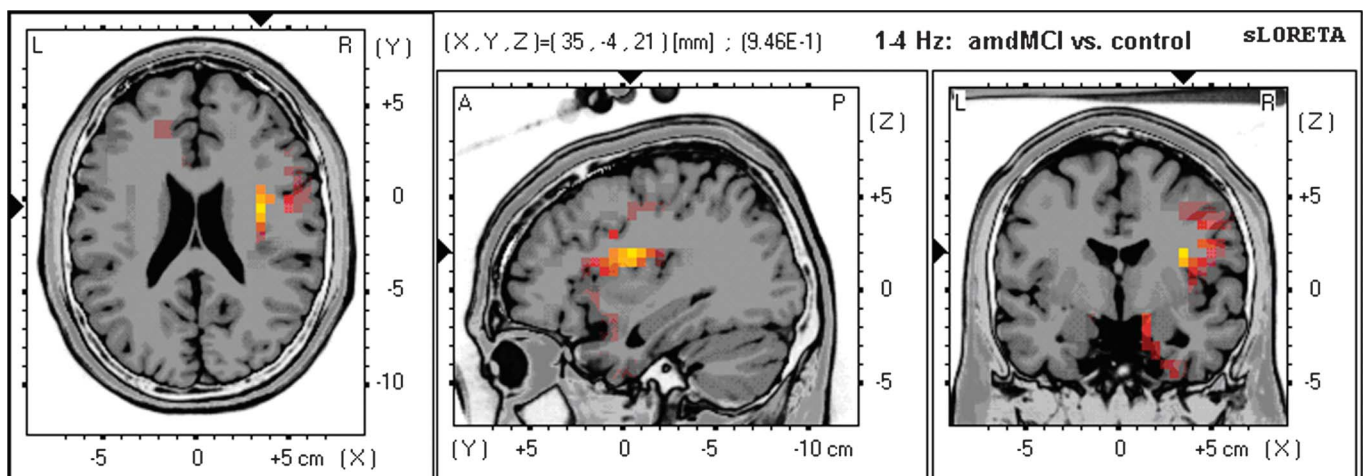 (X,Y,Z)=(35,-4,21)[mm] ; (9.46E-1) 1-4 Hz: amdMCI vs. control sLORETA
L R (Y)
+5
0
-5
-10
-5 0 +5 cm (X)
A P (Z)
+5
0
-5
(Y) +5 0 -5 -10 cm
L R (Z)
+5
0
-5
-5 0 +5 cm (X)